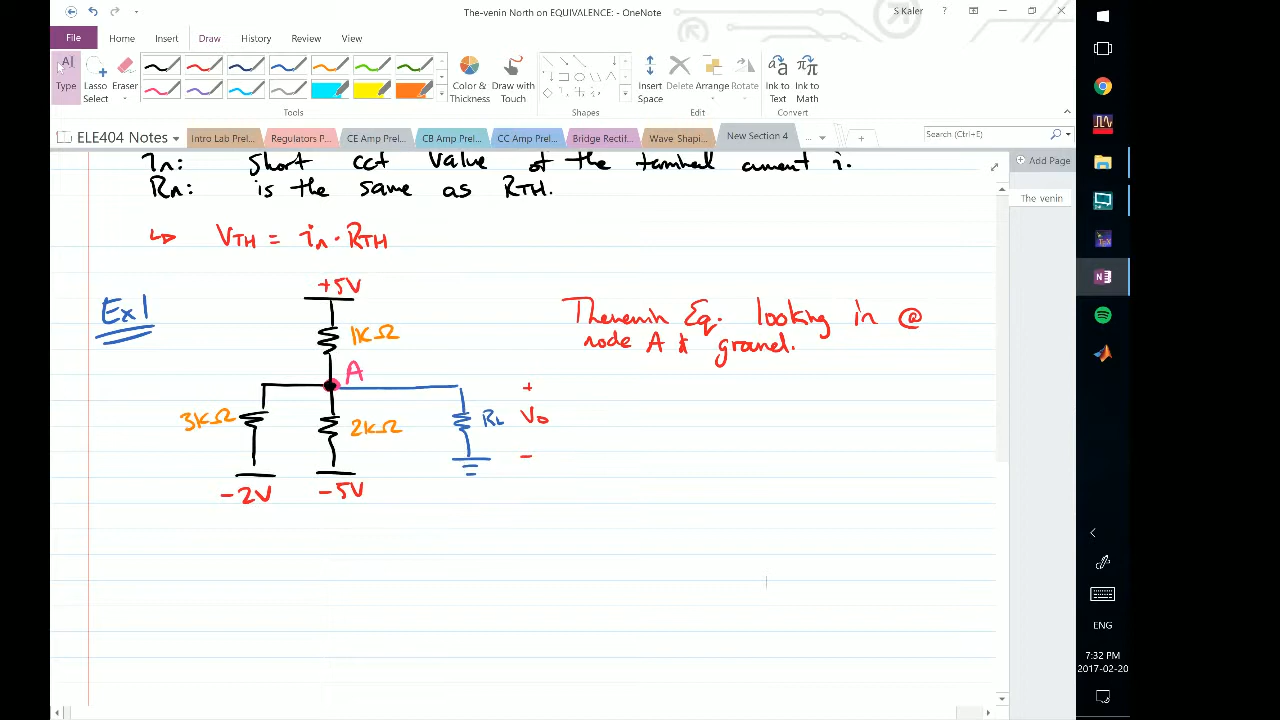 The-venin North on EQUIVALENCE: - OneNote
S Kaler
File Home Insert Draw History Review View
Type
Lasso Select
Eraser
Color & Thickness
Draw with Touch
Insert Space
Delete
Arrange
Rotate
Ink to Text
Ink to Math
Tools
Shapes
Edit
Convert
ELE404 Notes
Intro Lab Prel
Regulators P...
CE Amp Prel
CB Amp Prel
CC Amp Prel
Bridge Rectif
Wave Shapi
New Section 4
Search (Ctrl+E)
Add Page
The venin
in: short cct value of the terminal current i.
Rn: is the same as RTH.
↳ VTH = in · RTH
Ex1
+5V
1KΩ
A
3KΩ
2KΩ
RL
+
Vo
-
-2V
-5V
Thevenin Eq. looking in @
node A & ground.
ENG
7:32 PM
2017-02-20